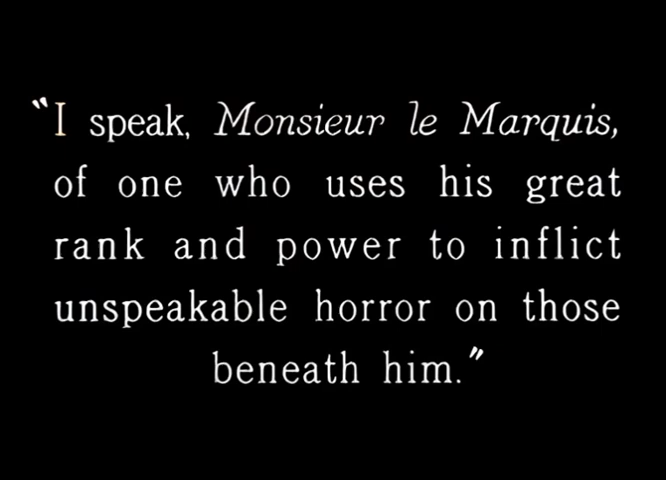 "I speak, Monsieur le Marquis,
of one who uses his great
rank and power to inflict
unspeakable horror on those
beneath him."